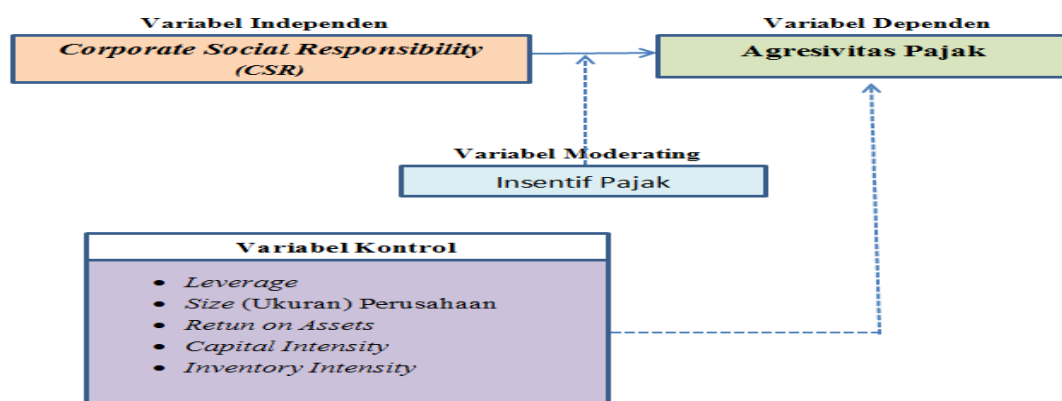 Variabel Independen
Corporate Social Responsibility
(CSR)
Variabel Dependen
Agresivitas Pajak
Variabel Moderating
Insentif Pajak
Variabel Kontrol
• Leverage
• Size (Ukuran) Perusahaan
• Retun on Assets
• Capital Intensity
• Inventory Intensity